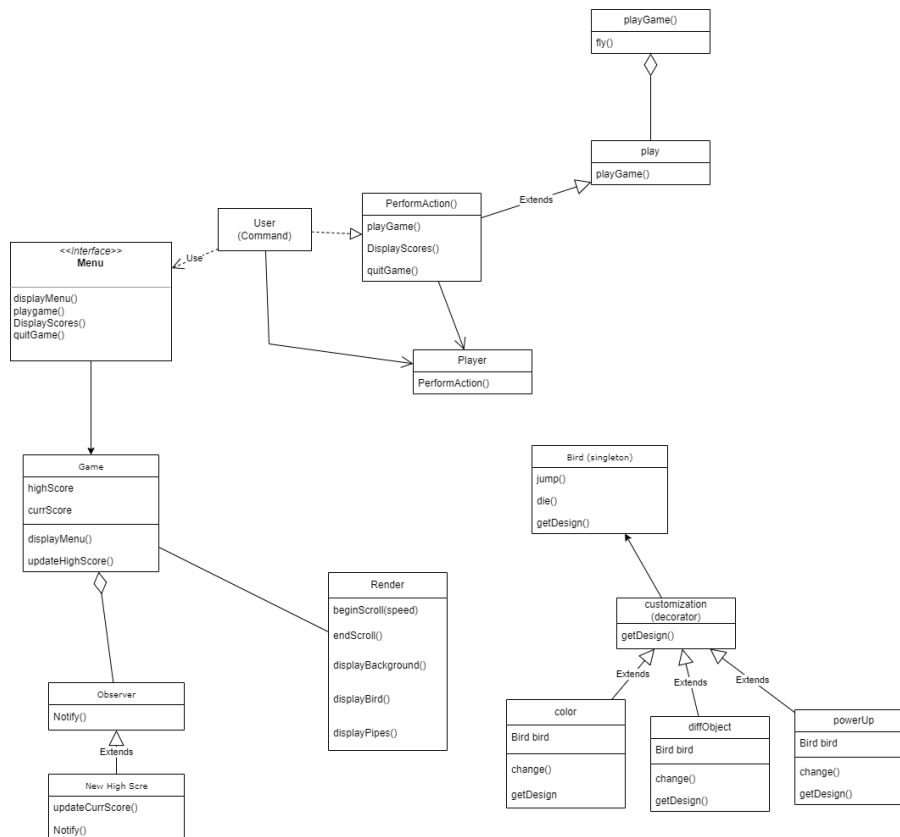 playGame()
fly()
play
playGame()
Extends
PerformAction()
playGame()
DisplayScores()
quitGame()
User
(Command)
Use
<<Interface>>
Menu
displayMenu()
playgame()
DisplayScores()
quitGame()
Player
PerformAction()
Game
highScore
currScore
displayMenu()
updateHighScore()
Bird (singleton)
jump()
die()
getDesign()
Render
beginScroll(speed)
endScroll()
displayBackground()
displayBird()
displayPipes()
customization
(decorator)
getDesign()
Extends
Extends
Extends
Observer
Notify()
Extends
New High Scre
updateCurrScore()
Notify()
color
Bird bird
change()
getDesign
diffObject
Bird bird
change()
getDesign()
powerUp
Bird bird
change()
getDesign()